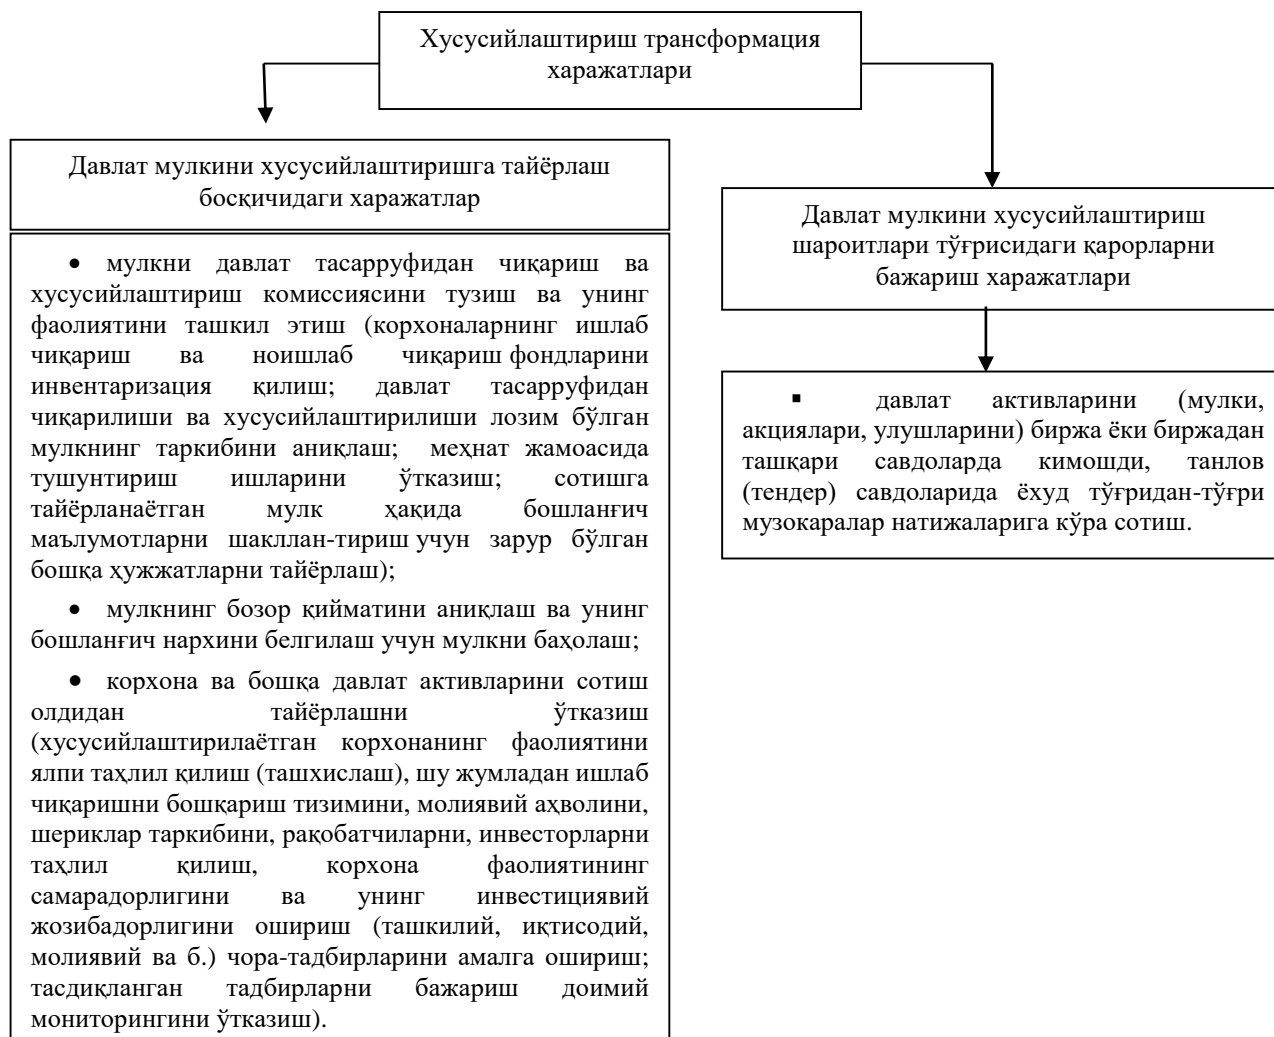 Хусусийлаштириш трансформация
харажатлари
Давлат мулкини хусусийлаштиришга тайёрлаш
босқичидаги харажатлар
• мулкни давлат тасарруфидан чиқариш ва
хусусийлаштириш комиссиясини тузиш ва унинг
фаолиятини ташкил этиш (корхоналарнинг ишлаб
чиқариш ва ноишлаб чиқариш фондларини
инвентаризация қилиш; давлат тасарруфидан
чиқарилиши ва хусусийлаштирилиши лозим бўлган
мулкнинг таркибини аниқлаш; меҳнат жамоасида
тушунтириш ишларини ўтказиш; сотишга
тайёрланаётган мулк ҳақида бошланғич
маълумотларни шакллан-тириш учун зарур бўлган
бошқа ҳужжатларни тайёрлаш);
• мулкнинг бозор қийматини аниқлаш ва унинг
бошланғич нархини белгилаш учун мулкни баҳолаш;
• корхона ва бошқа давлат активларини сотиш
олдидан тайёрлашни ўтказиш
(хусусийлаштирилаётган корхонанинг фаолиятини
ялпи таҳлил қилиш (ташхислаш), шу жумладан ишлаб
чиқаришни бошқариш тизимини, молиявий аҳволини,
шериклар таркибини, рақобатчиларни, инвесторларни
таҳлил қилиш, корхона фаолиятининг
самарадорлигини ва унинг инвестициявий
жозибадорлигини ошириш (ташкилий, иқтисодий,
молиявий ва б.) чора-тадбирларини амалга ошириш;
тасдиқланган тадбирларни бажариш доимий
мониторингини ўтказиш).
Давлат мулкини хусусийлаштириш
шароитлари тўғрисидаги қарорларни
бажариш харажатлари
▪ давлат активларини (мулки,
акциялари, улушларини) биржа ёки биржадан
ташқари савдоларда кимошди, танлов
(тендер) савдоларида ёхуд тўғридан-тўғри
музокаралар натижаларига кўра сотиш.